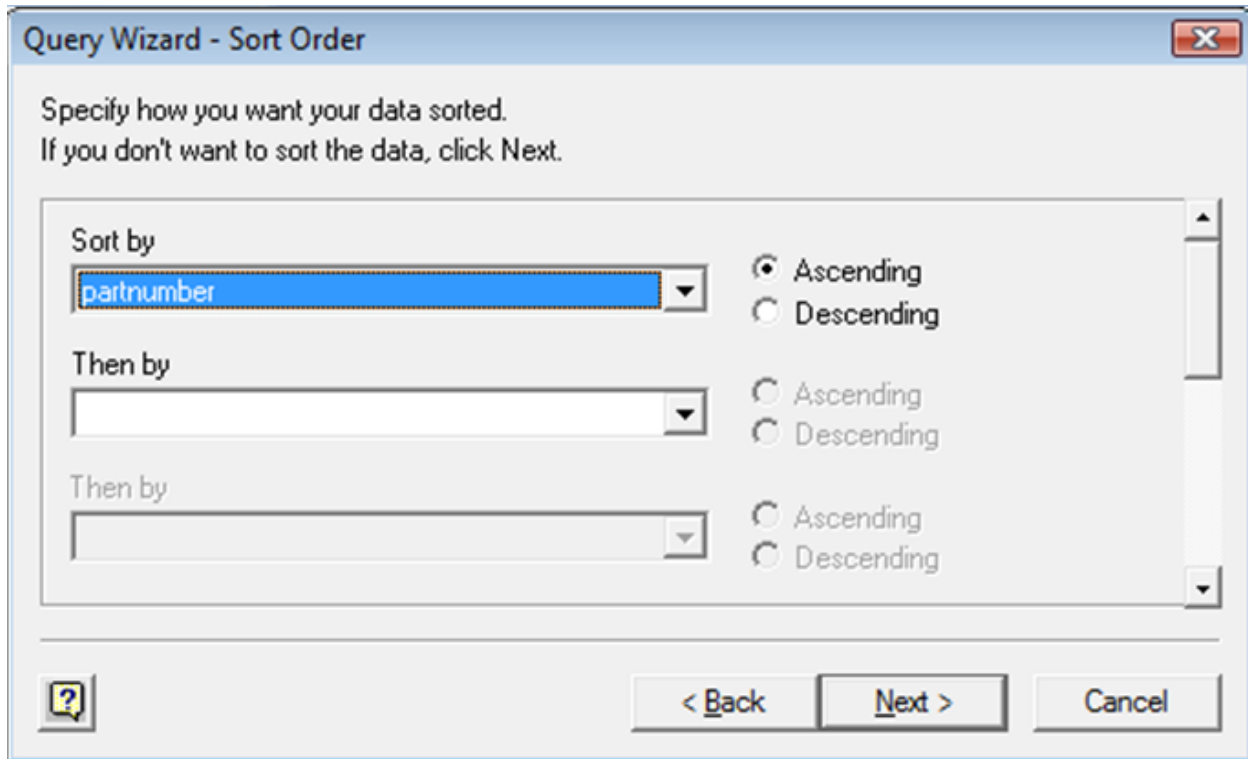 Query Wizard - Sort Order
Specify how you want your data sorted.
If you don't want to sort the data, click Next.
Sort by
partnumber
Ascending
Descending
Then by
Ascending
Descending
Then by
Ascending
Descending
?
< Back
Next >
Cancel